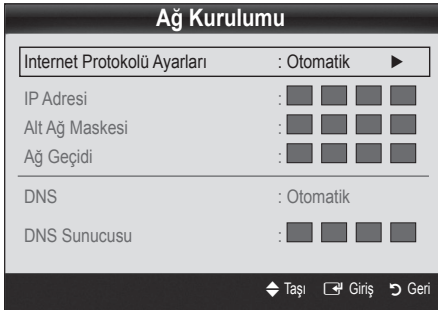 Ağ Kurulumu
Internet Protokolü Ayarları : Otomatik ►
IP Adresi :
Alt Ağ Maskesi :
Ağ Geçidi :
DNS : Otomatik
DNS Sunucusu :
Taşı Giriş Geri